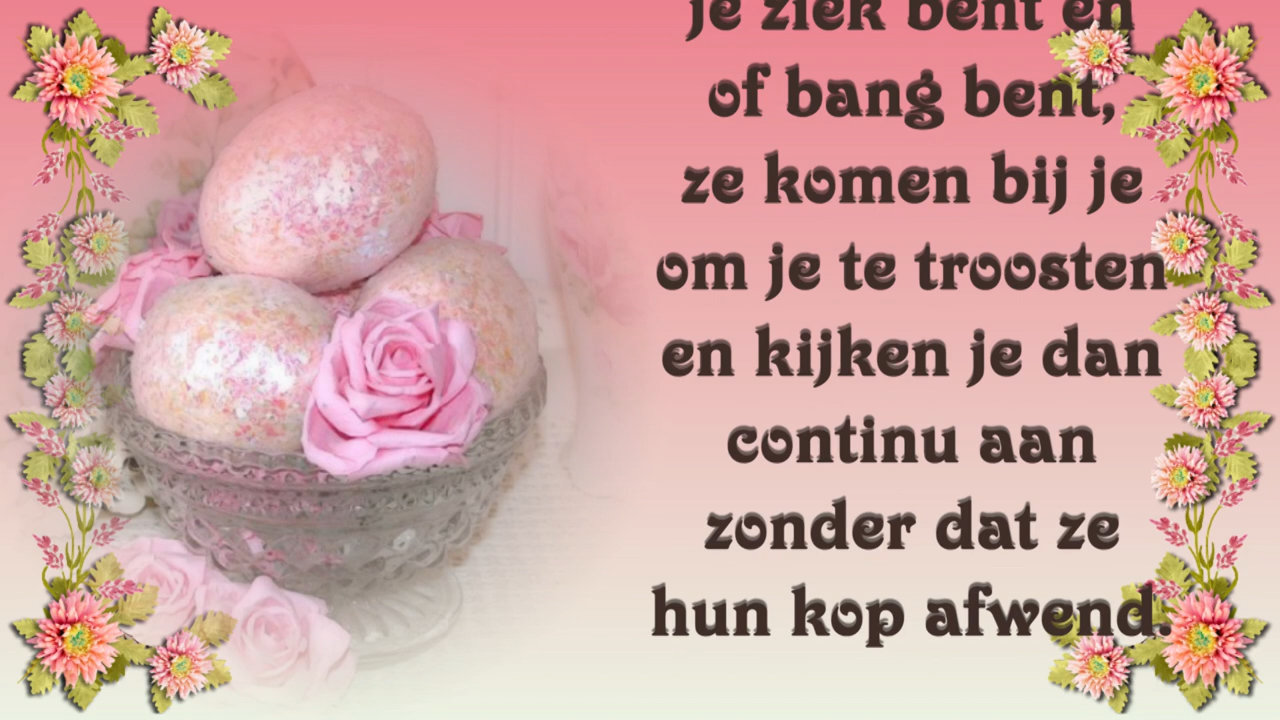 je ziek bent en
of bang bent,
ze komen bij je
om je te troosten
en kijken je dan
continu aan
zonder dat ze
hun kop afwend.